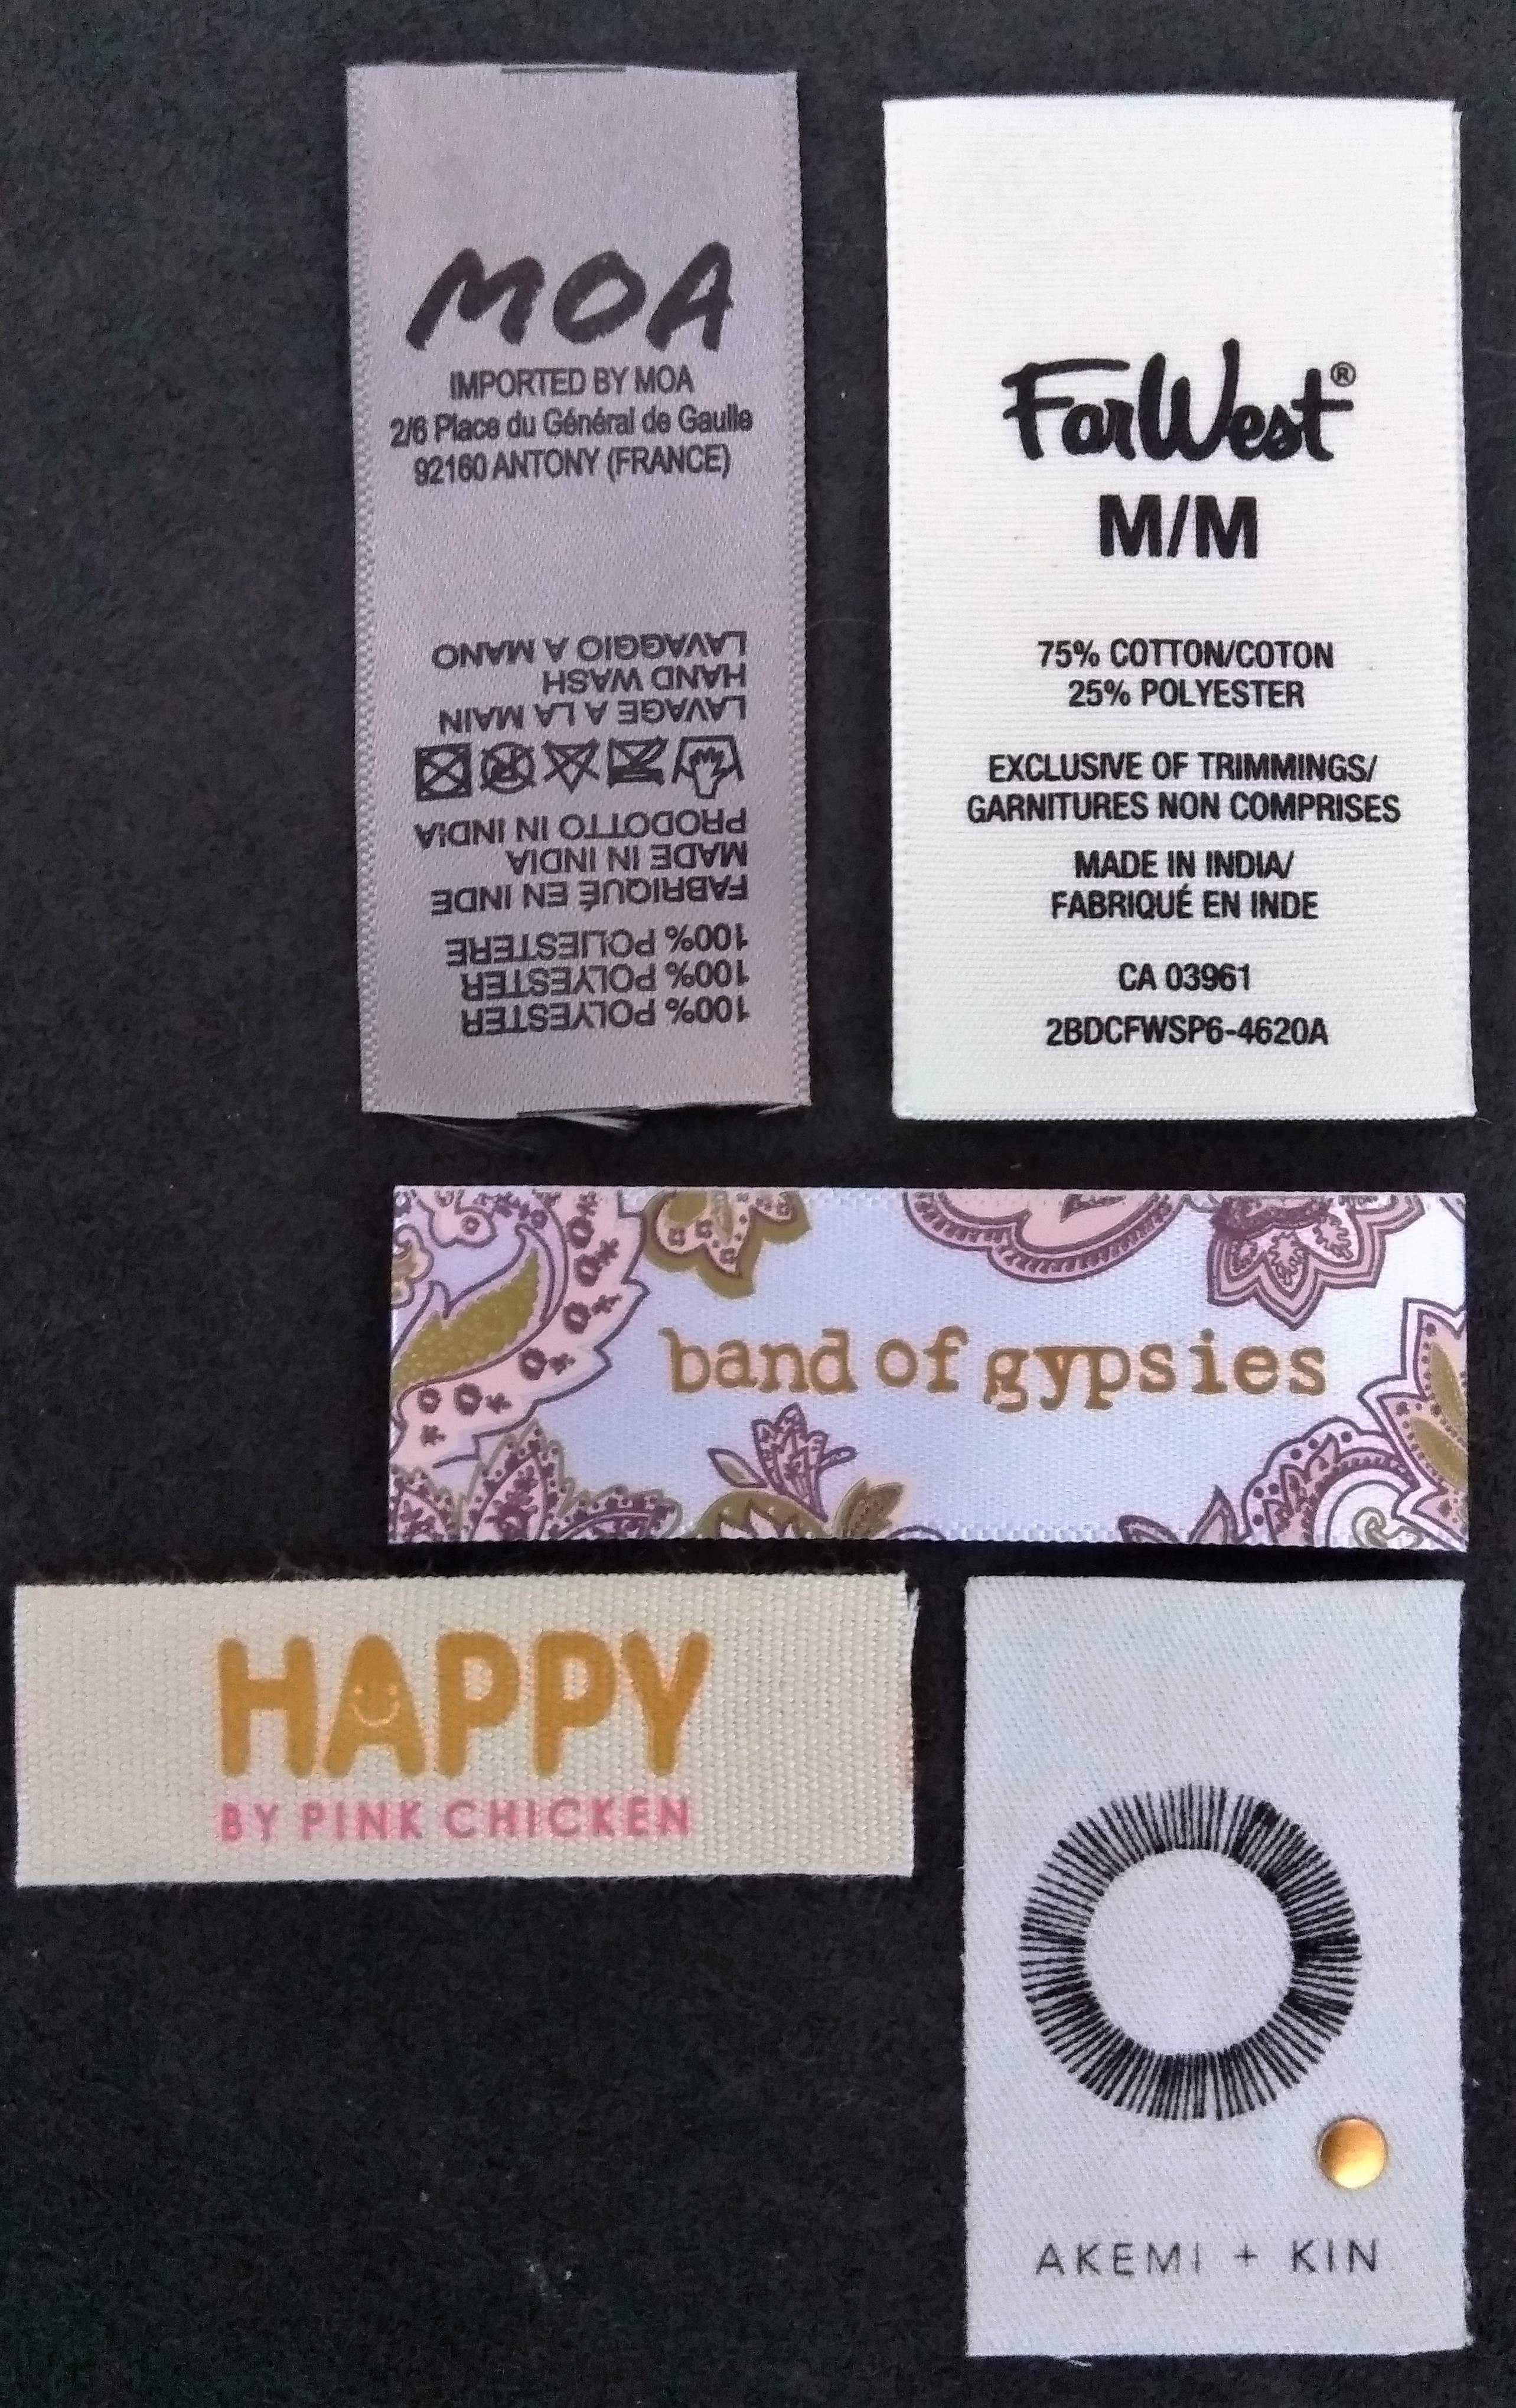 MOA
IMPORTED BY MOA
2/6 Place du Général de Gaulle
92160 ANTONY (FRANCE)
100% POLYESTER
100% POLYESTER
100% POLIESTERE
FABRIQUÉ EN INDE
MADE IN INDIA
PRODOTTO IN INDIA
LAVAGE A LA MAIN
HAND WASH
LAVAGGIO A MANO
FarWest®
M/M
75% COTTON/COTON
25% POLYESTER
EXCLUSIVE OF TRIMMINGS/
GARNITURES NON COMPRISES
MADE IN INDIA/
FABRIQUÉ EN INDE
CA 03961
2BDCFWSP6-4620A
band of gypsies
HAPPY
BY PINK CHICKEN
AKEMI + KIN